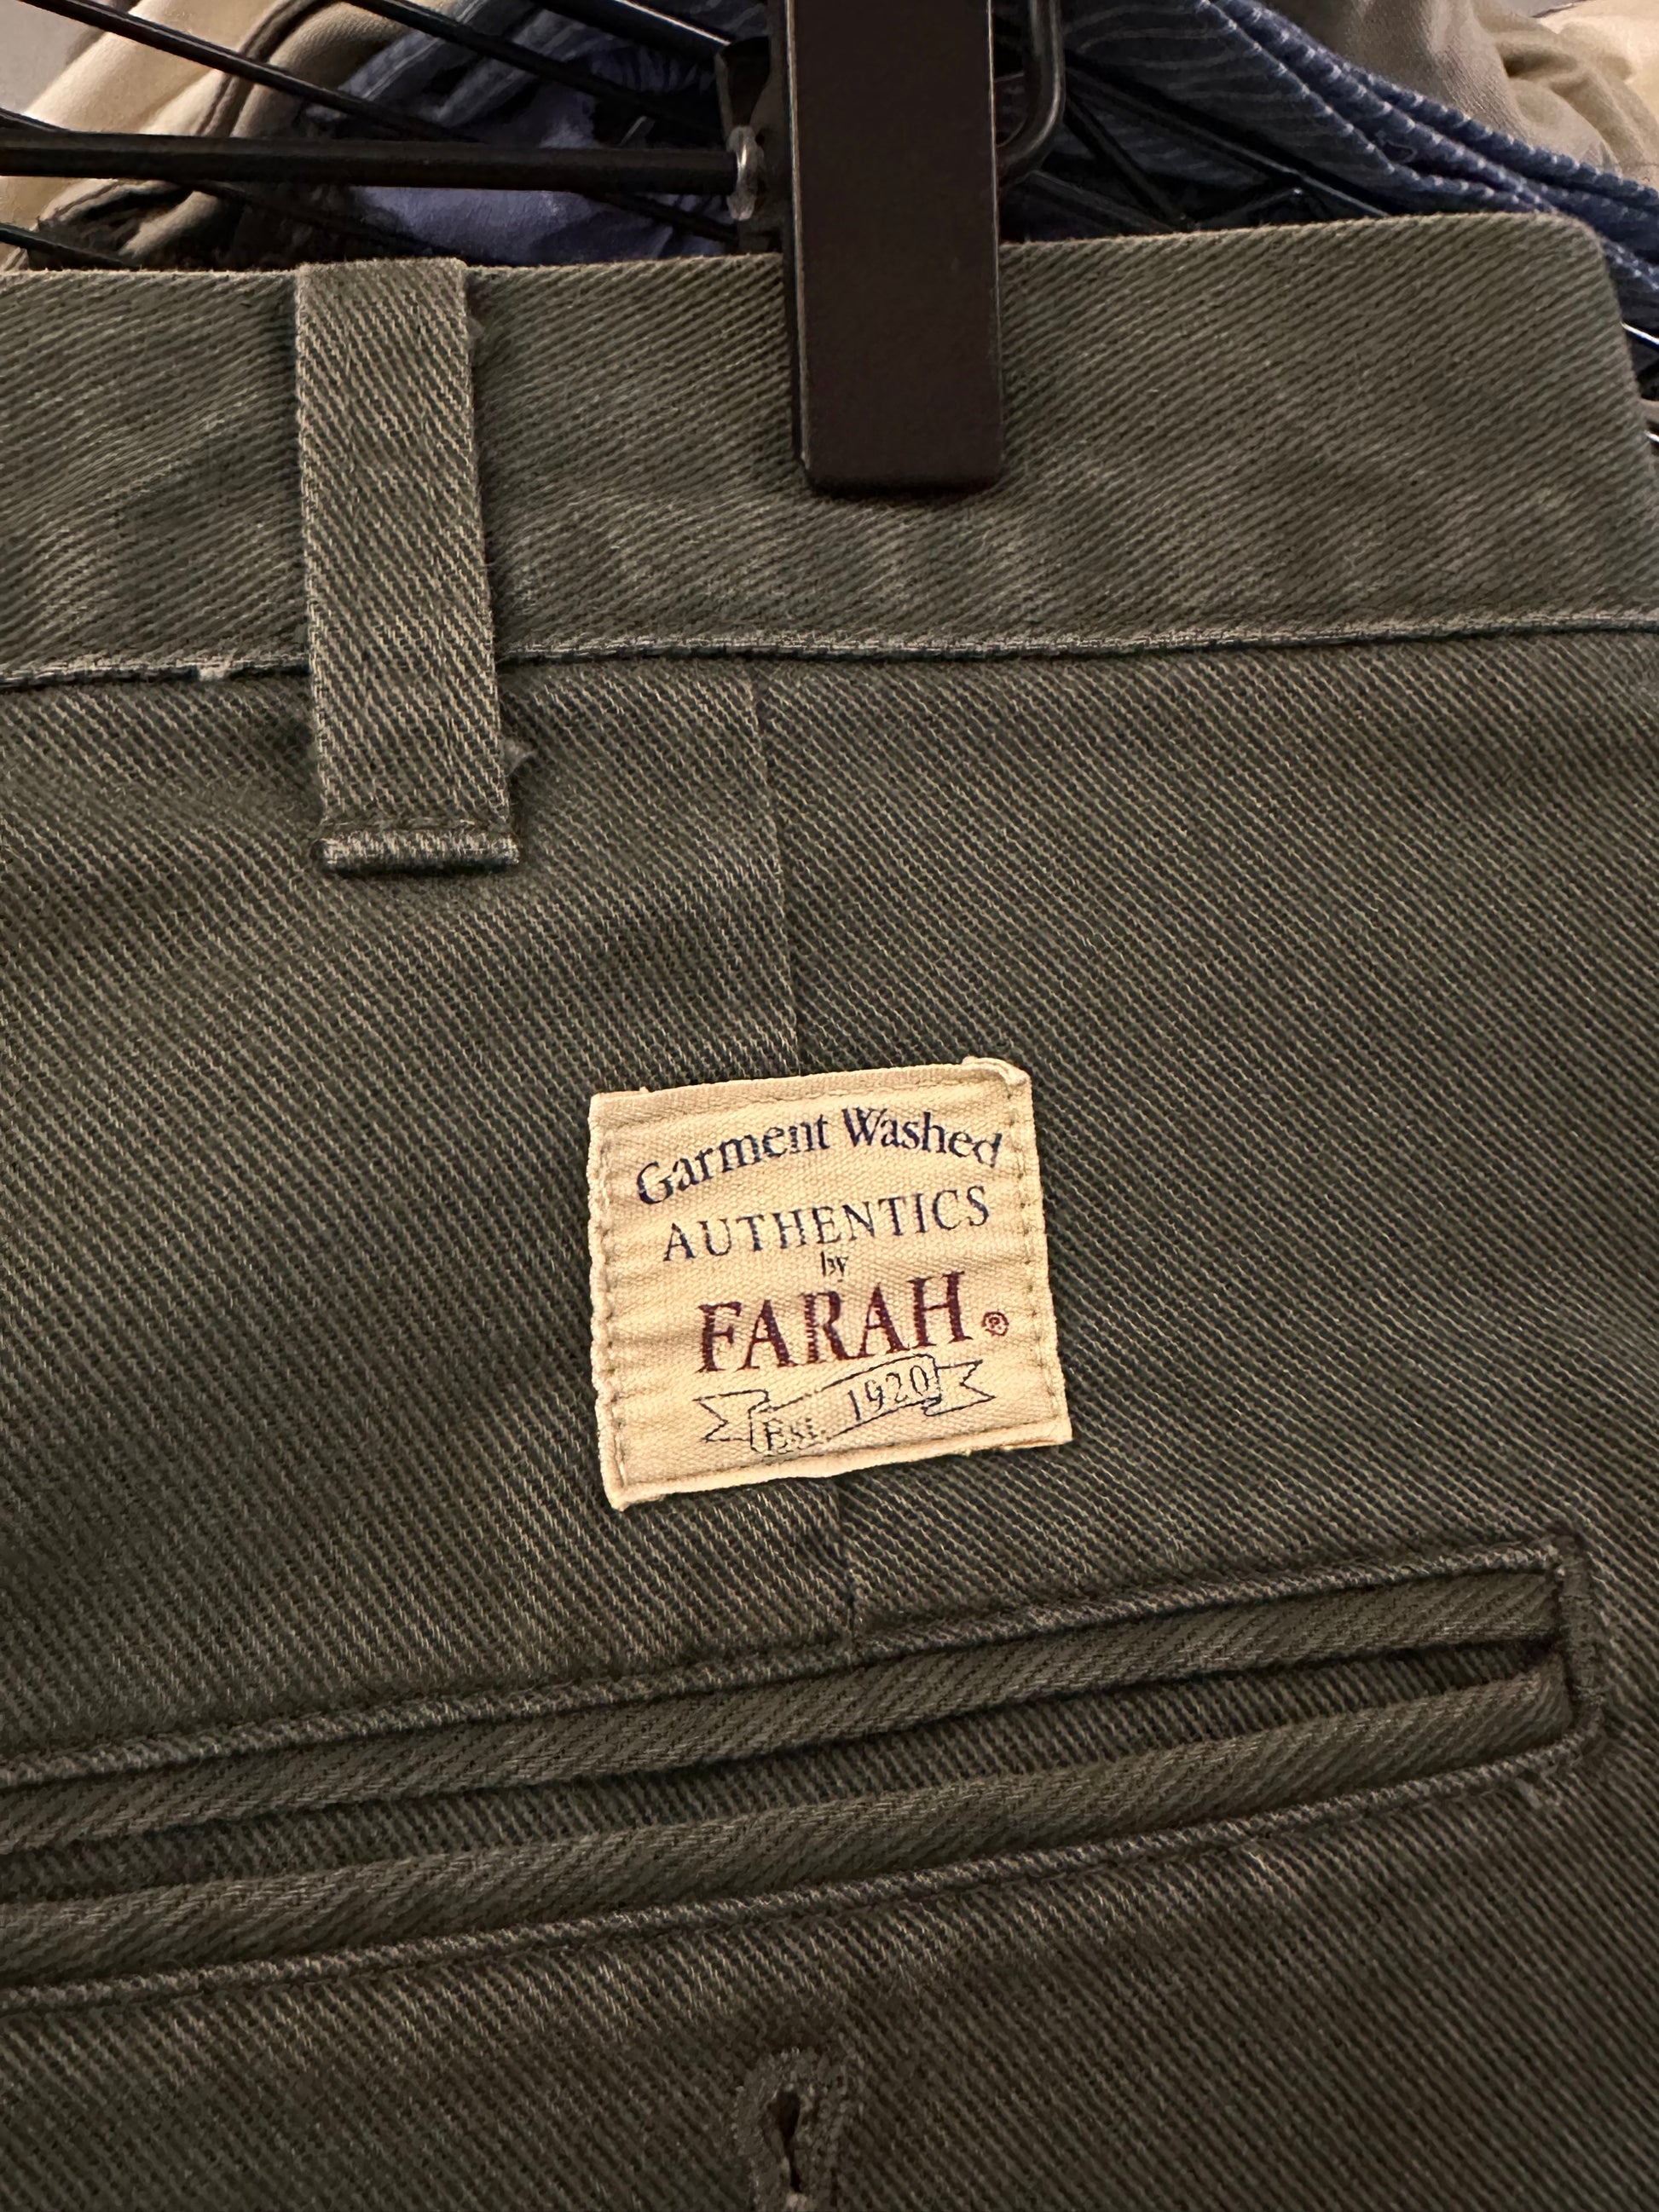 Garment Washed
AUTHENTICS
by
FARAH®
Est. 1920